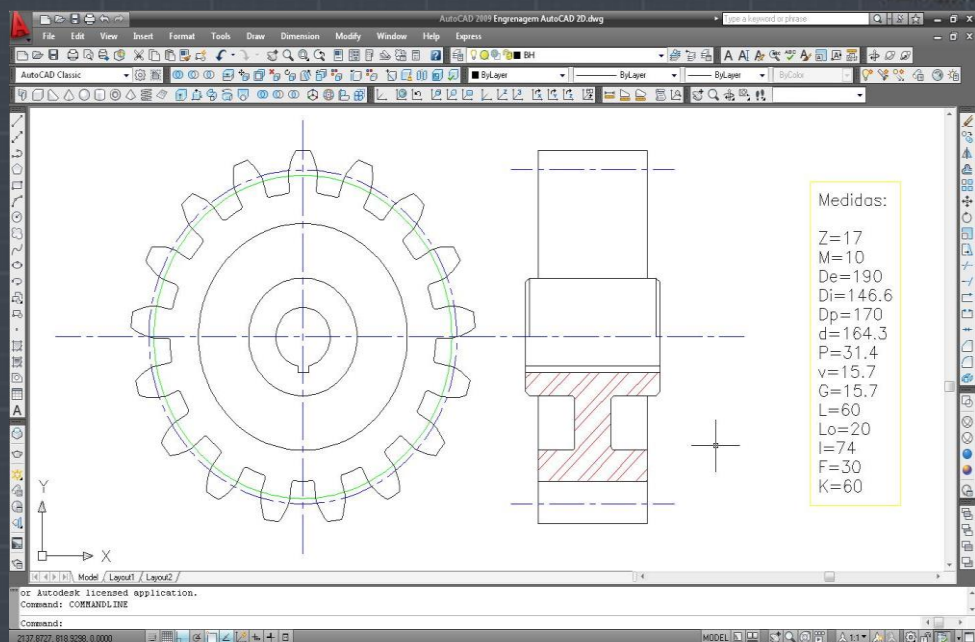 AutoCAD 2009 Engrenagem AutoCAD 2D.dwg
Type a keyword or phrase
File Edit View Insert Format Tools Draw Dimension Modify Window Help Express
BH
AutoCAD Classic
ByLayer
ByLayer
ByLayer
ByColor
Medidas:
Z=17
M=10
De=190
Di=146.6
Dp=170
d=164.3
P=31.4
v=15.7
G=15.7
L=60
Lo=20
l=74
F=30
K=60
Y
X
Model / Layout1 / Layout2 /
or Autodesk licensed application.
Command: COMMANDLINE
Command:
2137.8727, 818.9298, 0.0000
MODEL
1:1